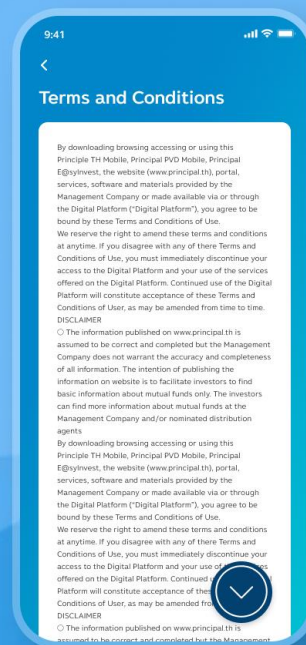 9:41
Terms and Conditions
By downloading browsing accessing or using this
Principle TH Mobile, Principal PVD Mobile, Principal
E@syInvest, the website (www.principal.th), portal,
services, software and materials provided by the
Management Company or made available via or through
the Digital Platform ("Digital Platform"), you agree to be
bound by these Terms and Conditions of Use.
We reserve the right to amend these terms and conditions
at anytime. If you disagree with any of there Terms and
Conditions of Use, you must immediately discontinue your
access to the Digital Platform and your use of the services
offered on the Digital Platform. Continued use of the Digital
Platform will constitute acceptance of these Terms and
Conditions of User, as may be amended from time to time.
DISCLAIMER
○ The information published on www.principal.th is
assumed to be correct and completed but the Management
Company does not warrant the accuracy and completeness
of all information. The intention of publishing the
information on website is to facilitate investors to find
basic information about mutual funds only. The investors
can find more information about mutual funds at the
Management Company and/or nominated distribution
agents
By downloading browsing accessing or using this
Principle TH Mobile, Principal PVD Mobile, Principal
E@syInvest, the website (www.principal.th), portal,
services, software and materials provided by the
Management Company or made available via or through
the Digital Platform ("Digital Platform"), you agree to be
bound by these Terms and Conditions of Use.
We reserve the right to amend these terms and conditions
at anytime. If you disagree with any of there Terms and
Conditions of Use, you must immediately discontinue your
access to the Digital Platform and your use of
offered on the Digital Platform. Continued
Platform will constitute acceptance of
Conditions of User, as may be amended
DISCLAIMER
○ The information published on www.principal.th is
assumed to be correct and completed but the Management